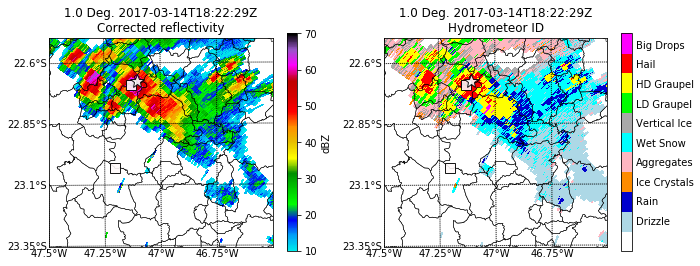 1.0 Deg. 2017-03-14T18:22:29Z
Corrected reflectivity
22.6°S
22.85°S
23.1°S
23.35°S
47.5°W
47.25°W
47°W
46.75°W
70
60
50
40
30
20
10
dBZ
1.0 Deg. 2017-03-14T18:22:29Z
Hydrometeor ID
22.6°S
22.85°S
23.1°S
23.35°S
47.5°W
47.25°W
47°W
46.75°W
Big Drops
Hail
HD Graupel
LD Graupel
Vertical Ice
Wet Snow
Aggregates
Ice Crystals
Rain
Drizzle